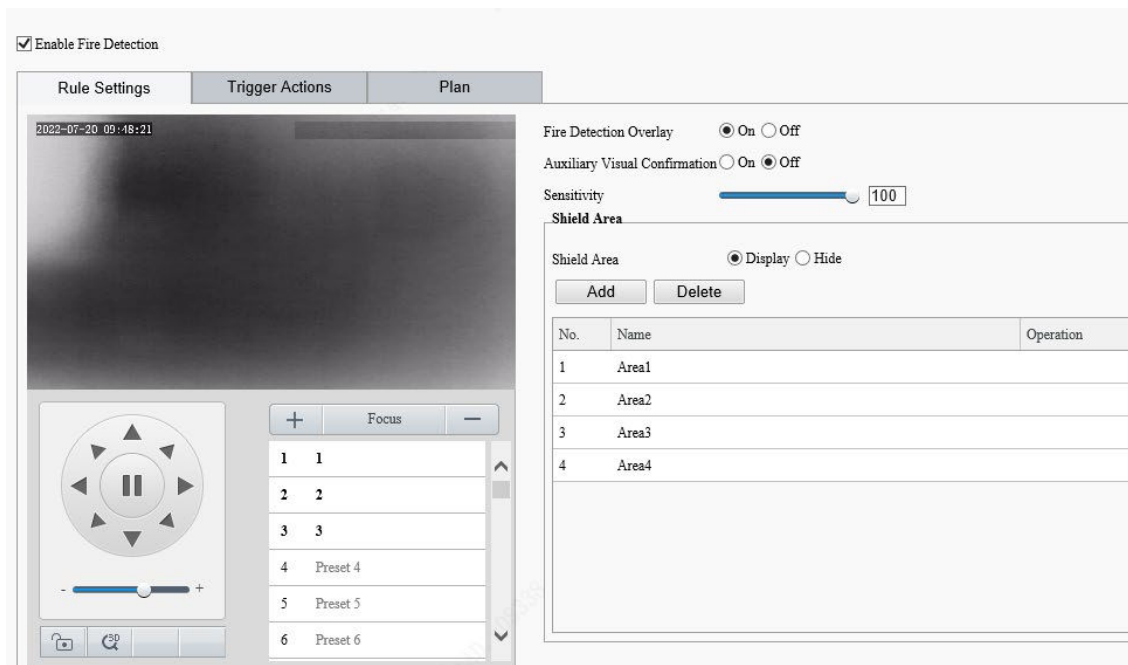 Enable Fire Detection
Rule Settings Trigger Actions Plan
2022-07-20 09:48:21
Fire Detection Overlay On Off
Auxiliary Visual Confirmation On Off
Sensitivity 100
Shield Area
Shield Area Display Hide
Add Delete
No. Name Operation
1 Area1
2 Area2
3 Area3
4 Area4
+ Focus −
1 1
2 2
3 3
4 Preset 4
5 Preset 5
6 Preset 6
- +
3D